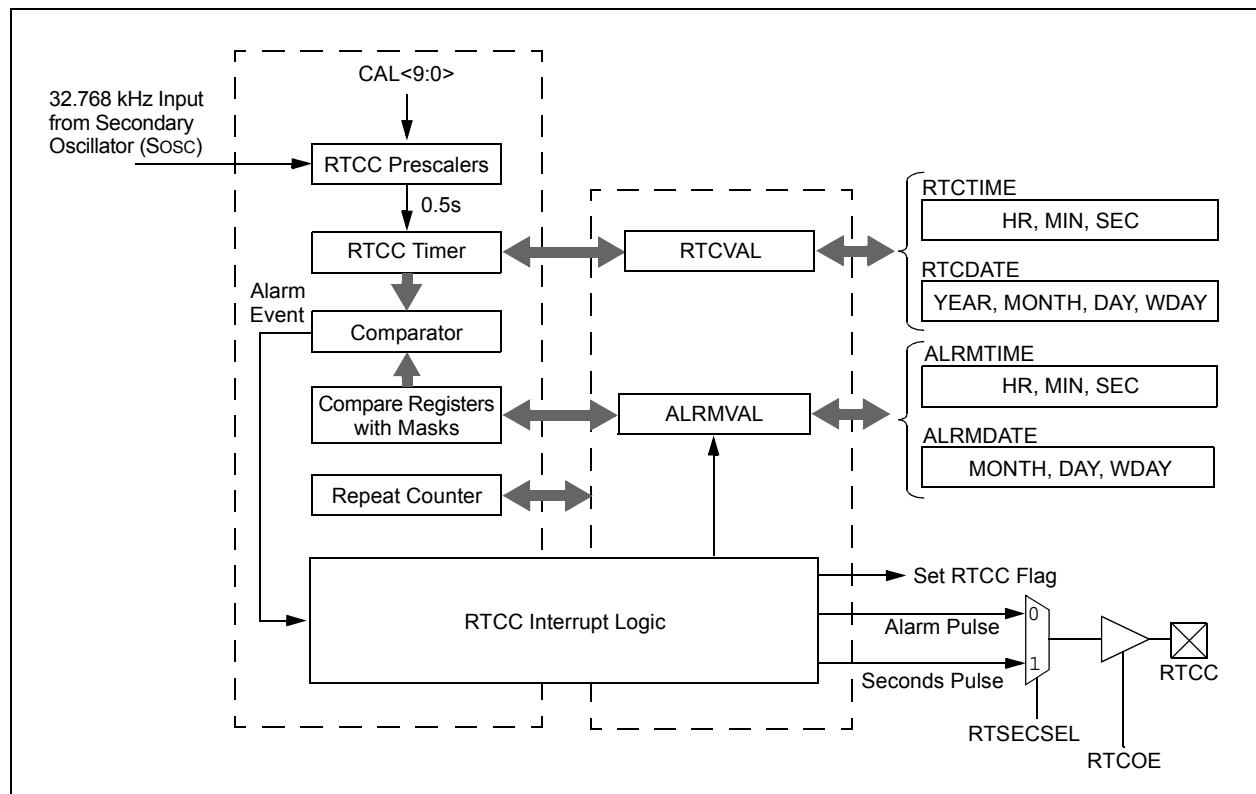 CAL<9:0>
32.768 kHz Input
from Secondary
Oscillator (SOSC)
RTCC Prescalers
0.5s
RTCC Timer
RTCVAL
RTCTIME
HR, MIN, SEC
RTCDATE
YEAR, MONTH, DAY, WDAY
Alarm
Event
Comparator
Compare Registers
with Masks
ALRMVAL
ALRMTIME
HR, MIN, SEC
ALRMDATE
MONTH, DAY, WDAY
Repeat Counter
RTCC Interrupt Logic
Set RTCC Flag
Alarm Pulse
0
Seconds Pulse
1
RTCC
RTSECSEL
RTCOE